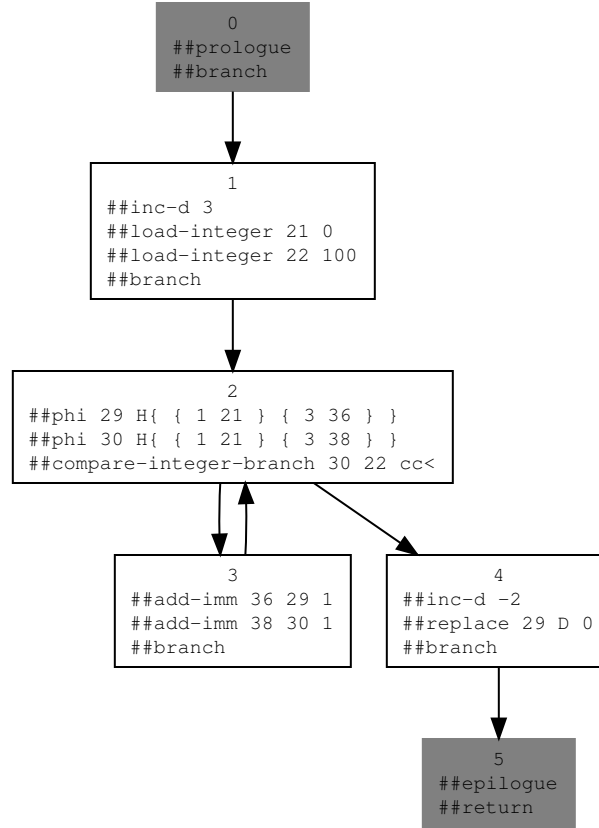 0
##prologue
##branch
1
##inc-d 3
##load-integer 21 0
##load-integer 22 100
##branch
2
##phi 29 H{ { 1 21 } { 3 36 } }
##phi 30 H{ { 1 21 } { 3 38 } }
##compare-integer-branch 30 22 cc<
3
##add-imm 36 29 1
##add-imm 38 30 1
##branch
4
##inc-d -2
##replace 29 D 0
##branch
5
##epilogue
##return